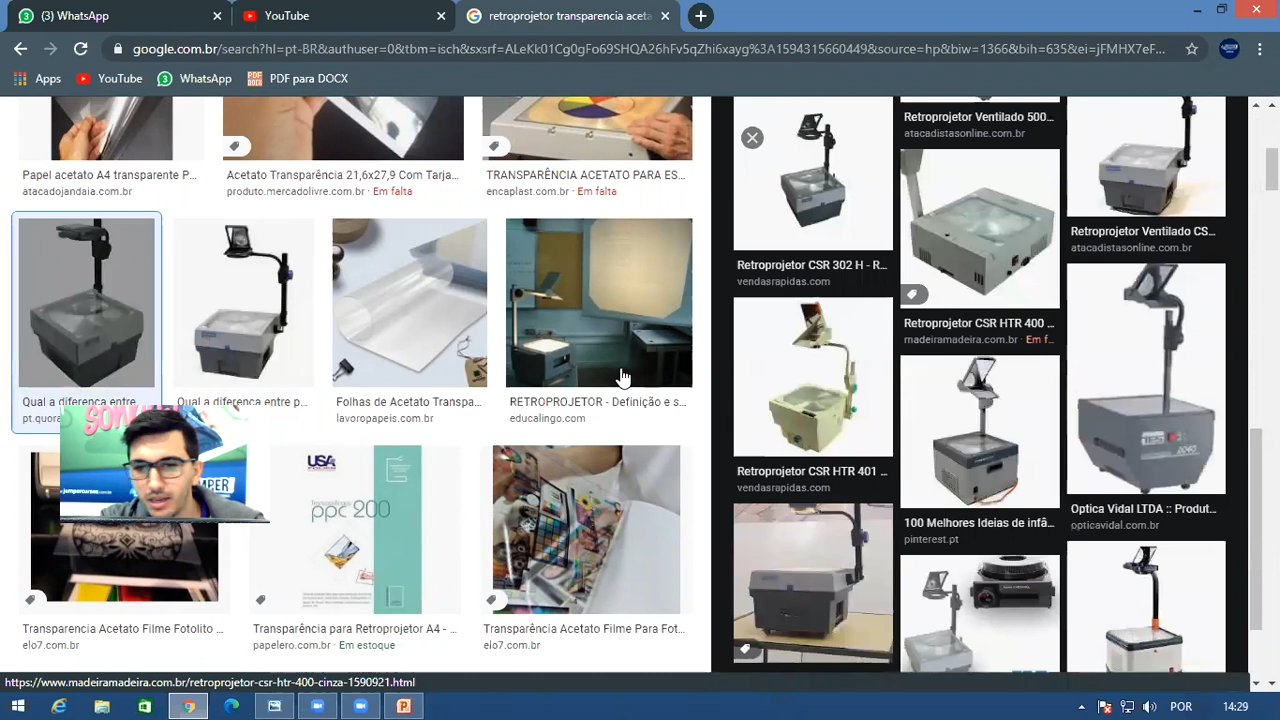 (3) WhatsApp
YouTube
retroprojetor transparencia aceta
google.com.br/search?hl=pt-BR&authuser=0&tbm=isch&sxsrf=ALeKk01Cg0gFo69SHQA26hFv5qZhi6xayg%3A1594315660449&source=hp&biw=1366&bih=635&ei=jFMHX7eF...
Apps
YouTube
3
WhatsApp
PDF para DOCX
Papel acetato A4 transparente P...
atacadojandaia.com.br
Acetato Transparência 21,6x27,9 Com Tarja...
produto.mercadolivre.com.br · Em falta
TRANSPARÊNCIA ACETATO PARA ES...
encaplast.com.br · Em falta
Retroprojetor Ventilado 500...
atacadistasonline.com.br
Retroprojetor Ventilado CS...
atacadistasonline.com.br
Retroprojetor CSR 302 H - R...
vendasrapidas.com
Retroprojetor CSR HTR 400 ...
madeiramadeira.com.br · Em f...
Qual a diferença entre
pt.quora
Qual a diferença entre p...
Folhas de Acetato Transpa...
lavoropapeis.com.br
RETROPROJETOR - Definição e s...
educalingo.com
Retroprojetor CSR HTR 401 ...
vendasrapidas.com
100 Melhores Ideias de infâ...
pinterest.pt
Optica Vidal LTDA :: Produt...
opticavidal.com.br
USA
ppc 200
Transparencia Acetato Filme Fotolito ...
elo7.com.br
Transparência para Retroprojetor A4 - ...
papelero.com.br · Em estoque
Transparência Acetato Filme Para Fot...
elo7.com.br
https://www.madeiramadeira.com.br/retroprojetor-csr-htr-400-cinza-1590921.html
POR
14:29